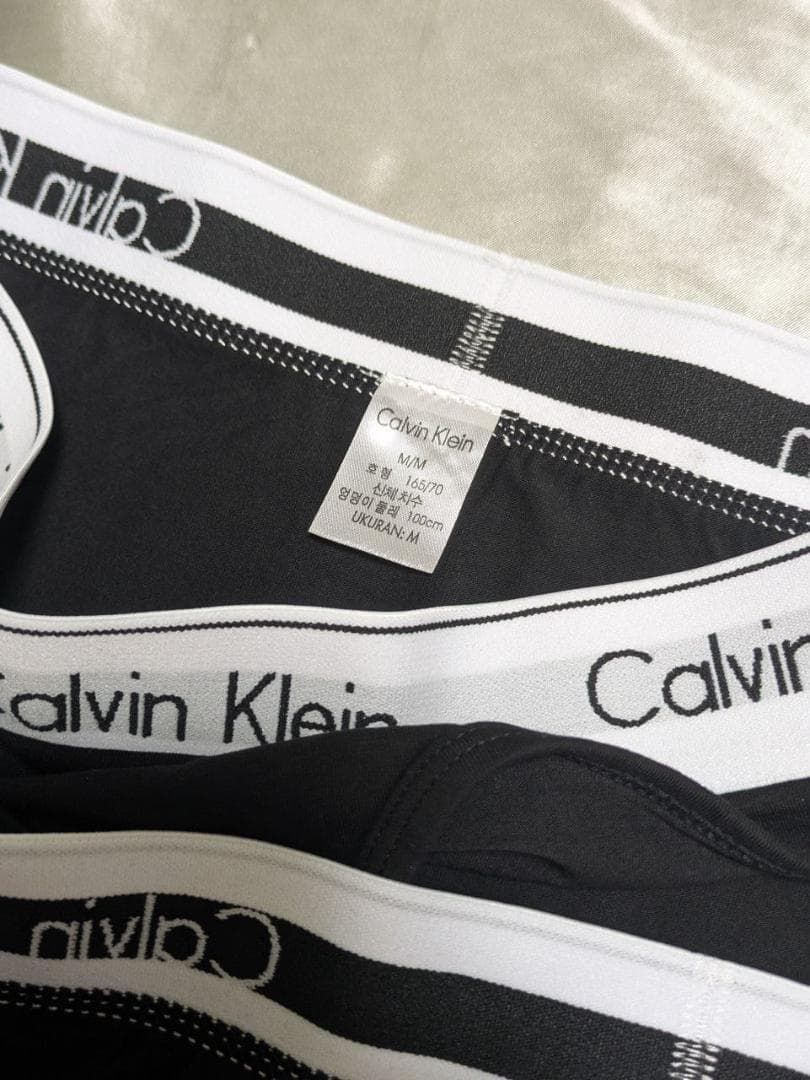 Calvin K
Calvin Klein
M/M
호형 165/70
신체치수
엉덩이 둘레 100cm
UKURAN: M
Calvin Klein
Calvin
Calvin